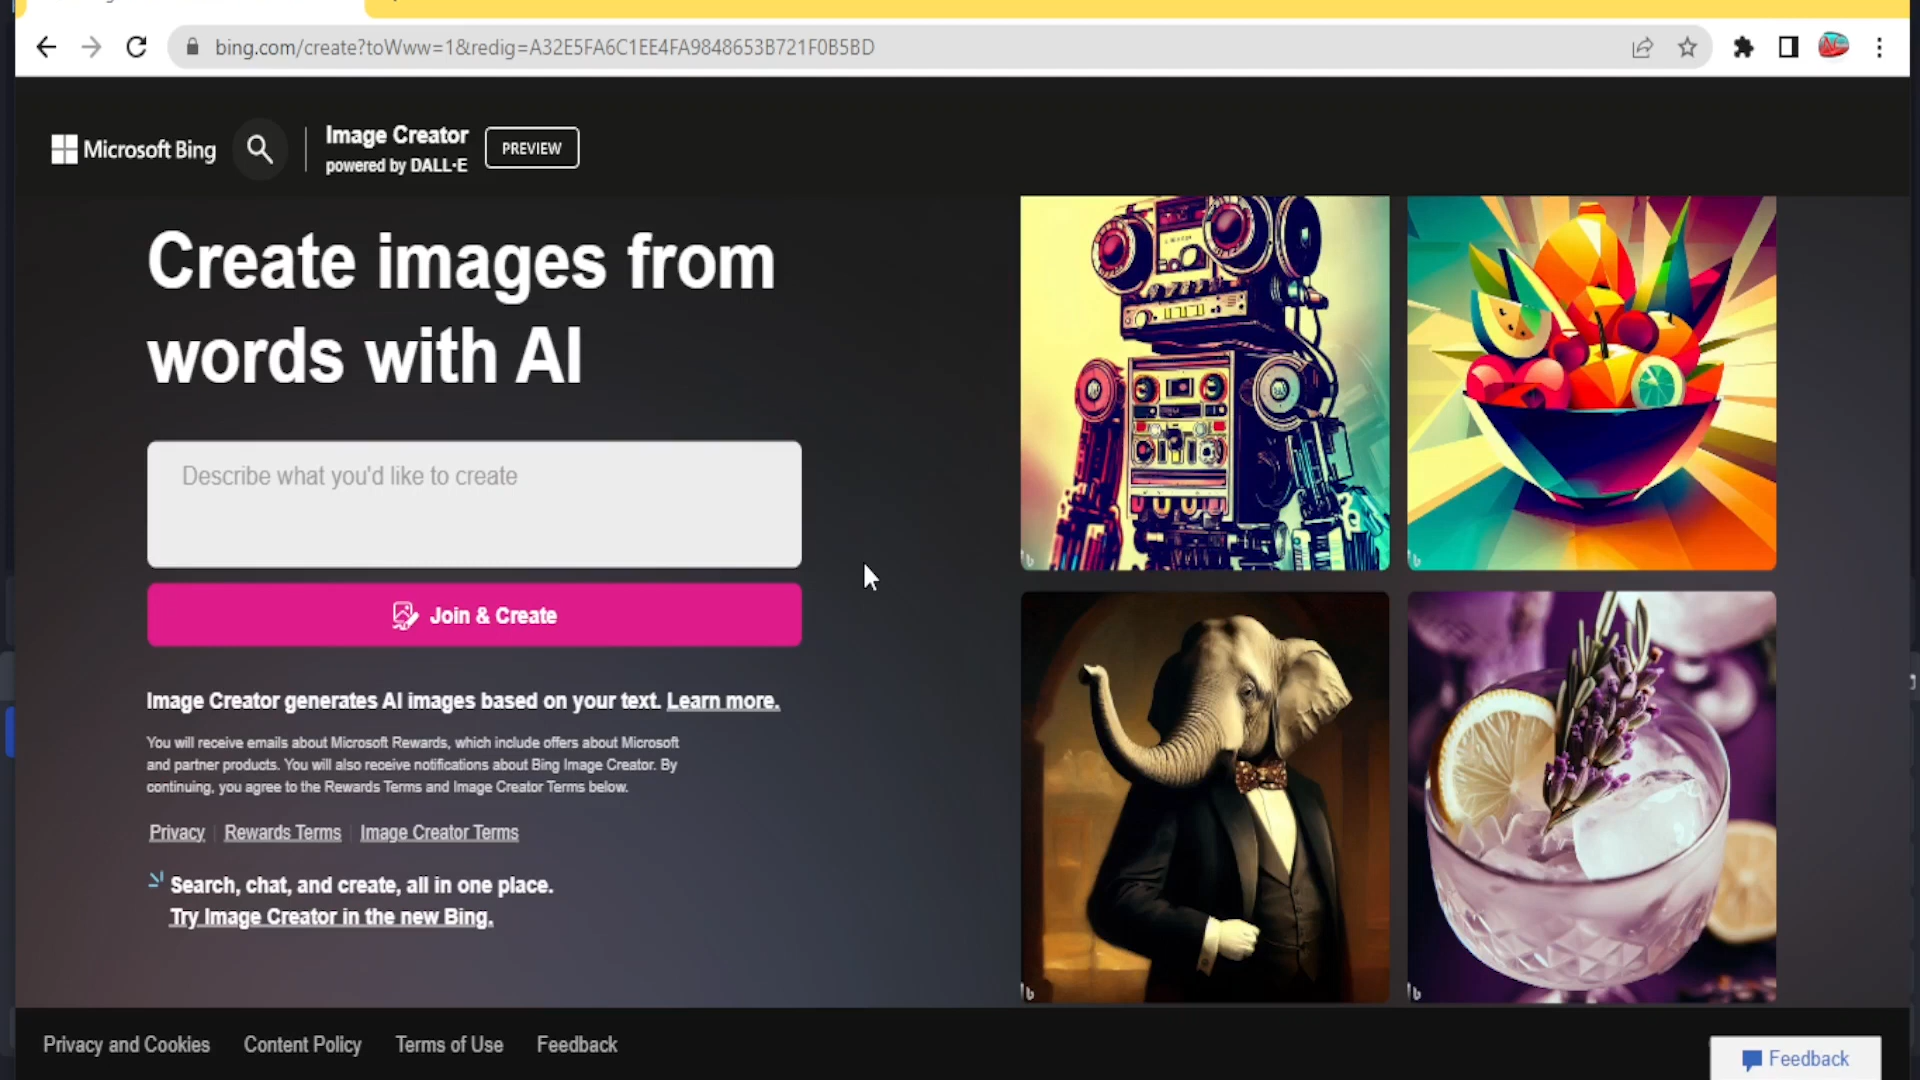 bing.com/create?toWww=1&redig=A32E5FA6C1EE4FA9848653B721F0B5BD
Microsoft Bing
Image Creator
powered by DALL·E
PREVIEW
Create images from
words with AI
Describe what you'd like to create
Join & Create
Image Creator generates AI images based on your text. Learn more.
You will receive emails about Microsoft Rewards, which include offers about Microsoft
and partner products. You will also receive notifications about Bing Image Creator. By
continuing, you agree to the Rewards Terms and Image Creator Terms below.
Privacy | Rewards Terms | Image Creator Terms
Search, chat, and create, all in one place.
Try Image Creator in the new Bing.
Privacy and Cookies Content Policy Terms of Use Feedback
Feedback